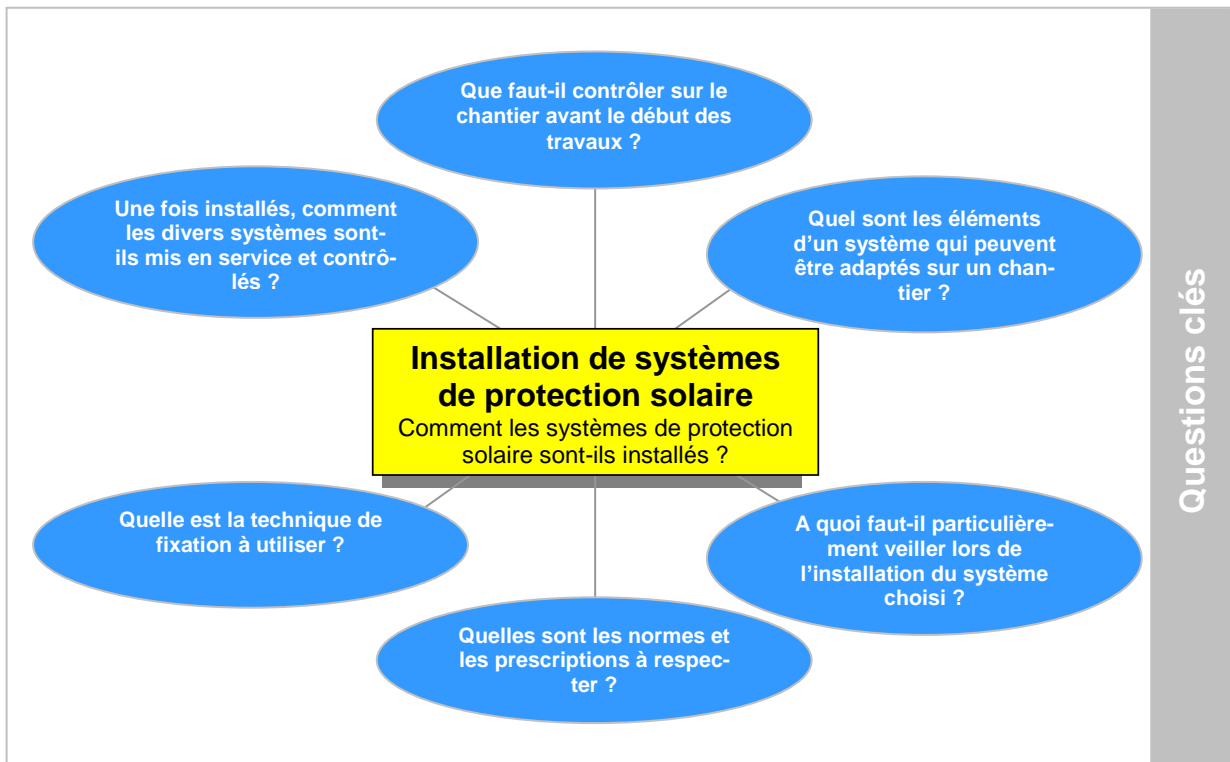 Que faut-il contrôler sur le
chantier avant le début des
travaux ?
Une fois installés, comment
les divers systèmes sont-
ils mis en service et contrô-
lés ?
Quel sont les éléments
d’un système qui peuvent
être adaptés sur un chan-
tier ?
Installation de systèmes
de protection solaire
Comment les systèmes de protection
solaire sont-ils installés ?
Quelle est la technique de
fixation à utiliser ?
A quoi faut-il particulière-
ment veiller lors de
l’installation du système
choisi ?
Quelles sont les normes et
les prescriptions à respec-
ter ?
Questions clés